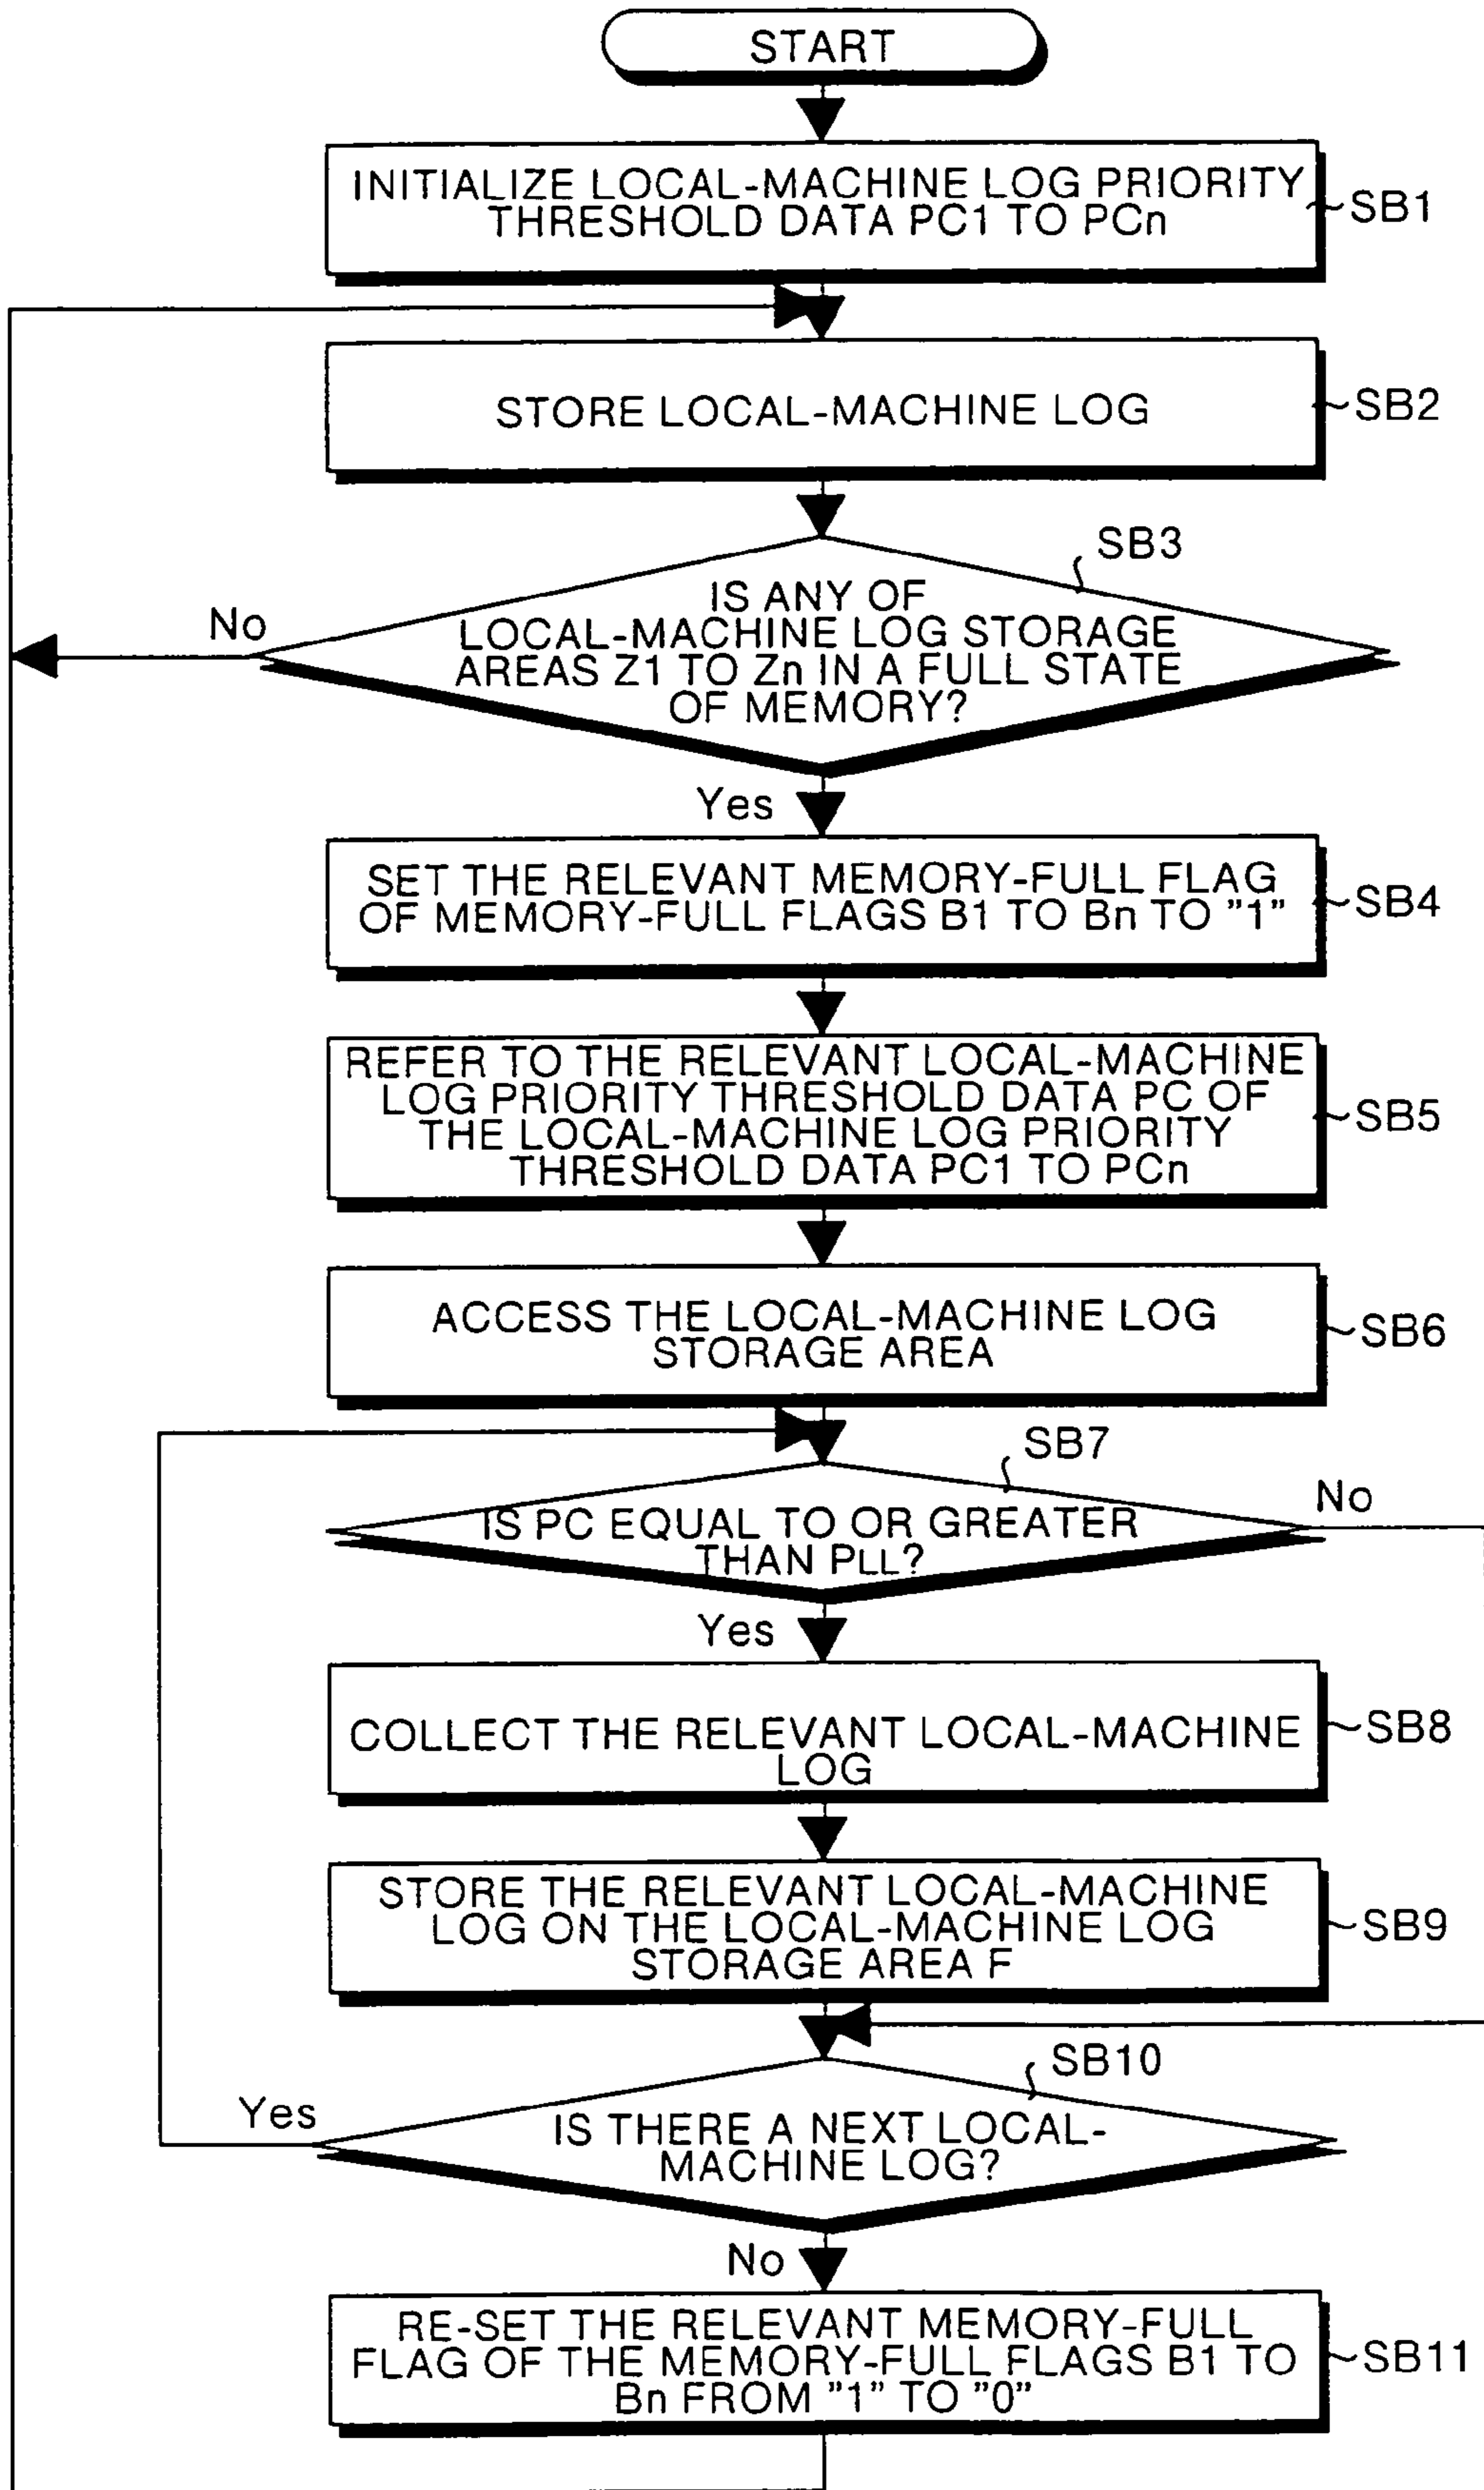 START
INITIALIZE LOCAL-MACHINE LOG PRIORITY
THRESHOLD DATA PC1 TO PCn
SB1
STORE LOCAL-MACHINE LOG
SB2
SB3
IS ANY OF
LOCAL-MACHINE LOG STORAGE
AREAS Z1 TO Zn IN A FULL STATE
OF MEMORY?
No
Yes
SET THE RELEVANT MEMORY-FULL FLAG
OF MEMORY-FULL FLAGS B1 TO Bn TO "1"
SB4
REFER TO THE RELEVANT LOCAL-MACHINE
LOG PRIORITY THRESHOLD DATA PC OF
THE LOCAL-MACHINE LOG PRIORITY
THRESHOLD DATA PC1 TO PCn
SB5
ACCESS THE LOCAL-MACHINE LOG
STORAGE AREA
SB6
SB7
IS PC EQUAL TO OR GREATER
THAN PLL?
No
Yes
COLLECT THE RELEVANT LOCAL-MACHINE
LOG
SB8
STORE THE RELEVANT LOCAL-MACHINE
LOG ON THE LOCAL-MACHINE LOG
STORAGE AREA F
SB9
SB10
Yes
IS THERE A NEXT LOCAL-
MACHINE LOG?
No
RE-SET THE RELEVANT MEMORY-FULL
FLAG OF THE MEMORY-FULL FLAGS B1 TO
Bn FROM "1" TO "0"
SB11